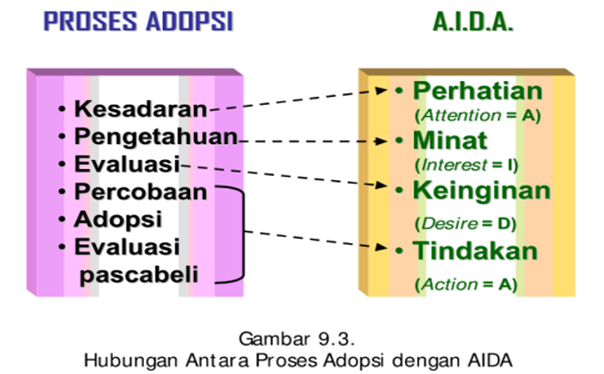 PROSES ADOPSI
• Kesadaran
• Pengetahuan
• Evaluasi
• Percobaan
• Adopsi
• Evaluasi
pascabeli
A.I.D.A.
• Perhatian
(Attention = A)
• Minat
(Interest = I)
• Keinginan
(Desire = D)
• Tindakan
(Action = A)
Gambar 9.3.
Hubungan Antara Proses Adopsi dengan AIDA